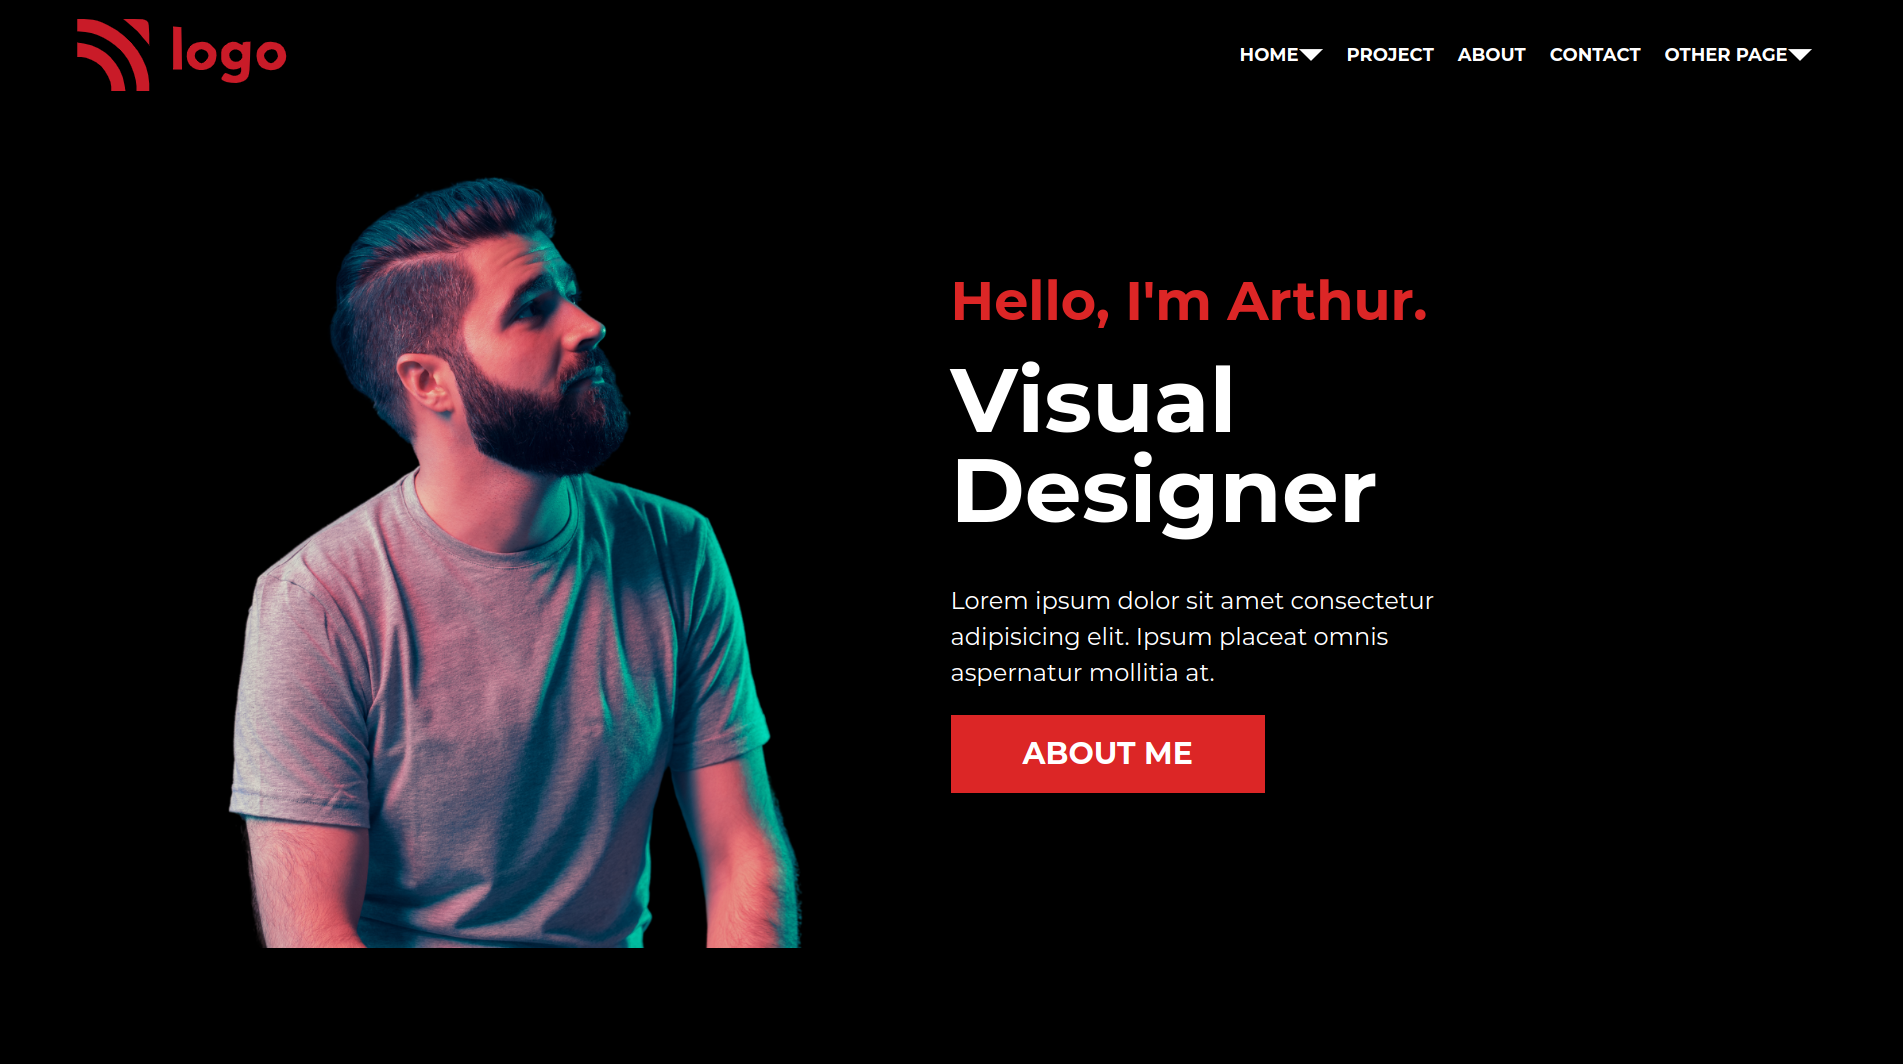 logo
HOME PROJECT ABOUT CONTACT OTHER PAGE
Hello, I'm Arthur.
Visual
Designer
Lorem ipsum dolor sit amet consectetur
adipisicing elit. Ipsum placeat omnis
aspernatur mollitia at.
ABOUT ME